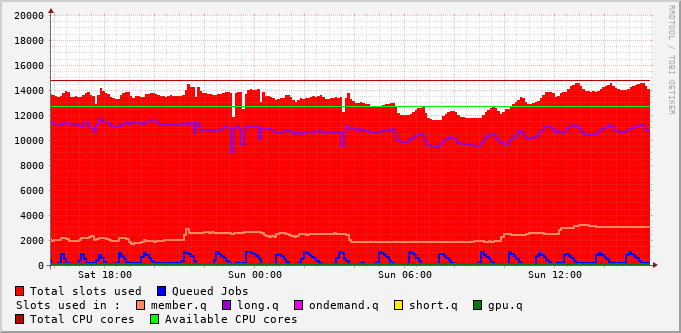 20000
18000
16000
14000
12000
10000
8000
6000
4000
2000
0
Sat 18:00 Sun 00:00 Sun 06:00 Sun 12:00
RRDTOOL / TOBI OETIKER
Total slots used Queued Jobs
Slots used in : member.q long.q ondemand.q short.q gpu.q
Total CPU cores Available CPU cores